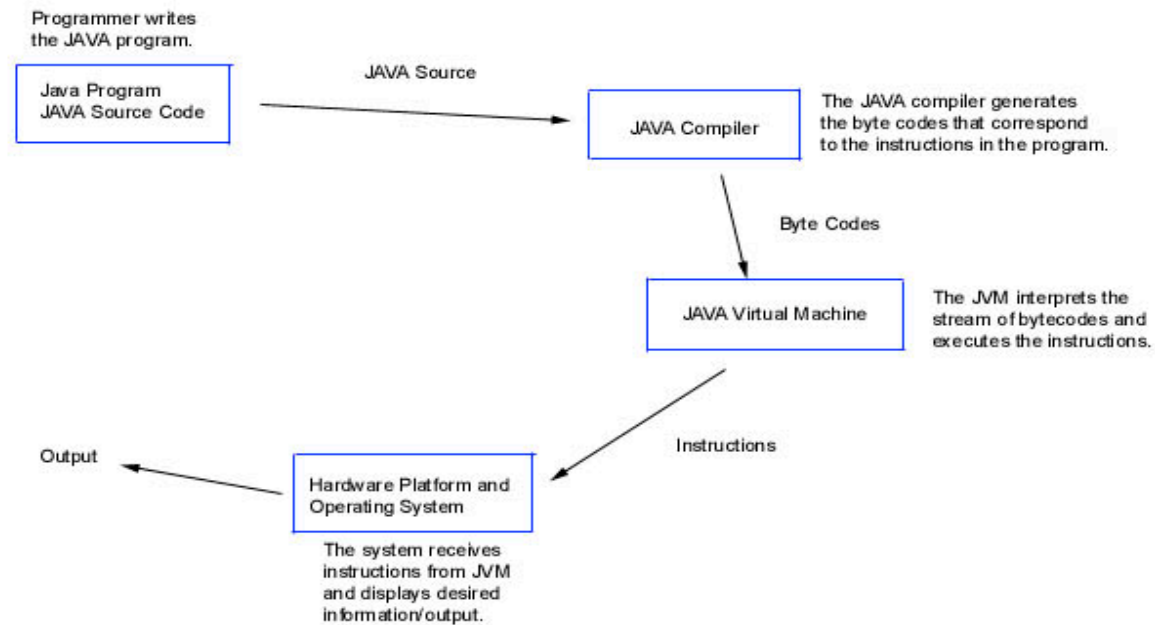 Programmer writes
the JAVA program.
Java Program
JAVA Source Code
JAVA Source
JAVA Compiler
The JAVA compiler generates
the byte codes that correspond
to the instructions in the program.
Byte Codes
JAVA Virtual Machine
The JVM interprets the
stream of bytecodes and
executes the instructions.
Instructions
Hardware Platform and
Operating System
The system receives
instructions from JVM
and displays desired
information/output.
Output